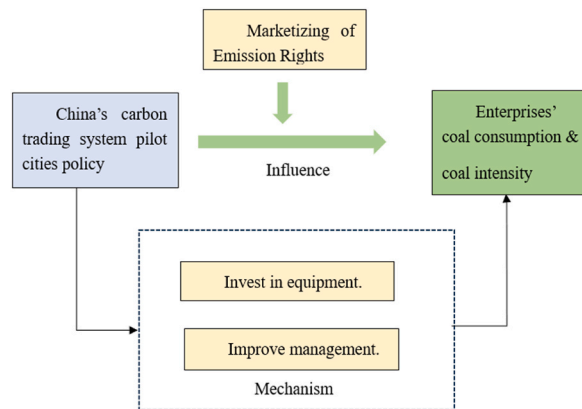 Marketizing of
Emission Rights
China's carbon
trading system pilot
cities policy
Enterprises'
coal consumption &
coal intensity
Influence
Invest in equipment.
Improve management.
Mechanism